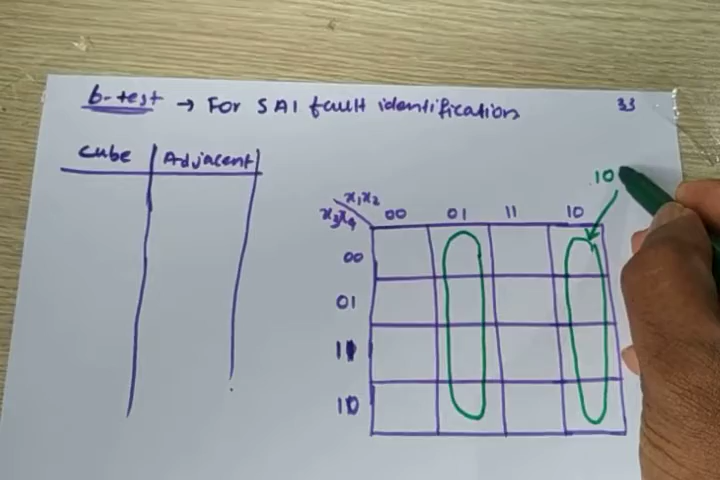 b-test → For SA1 fault identification
33
Cube Adjacent
10
x1x2
x3x4
00 01 11 10
00
01
11
10